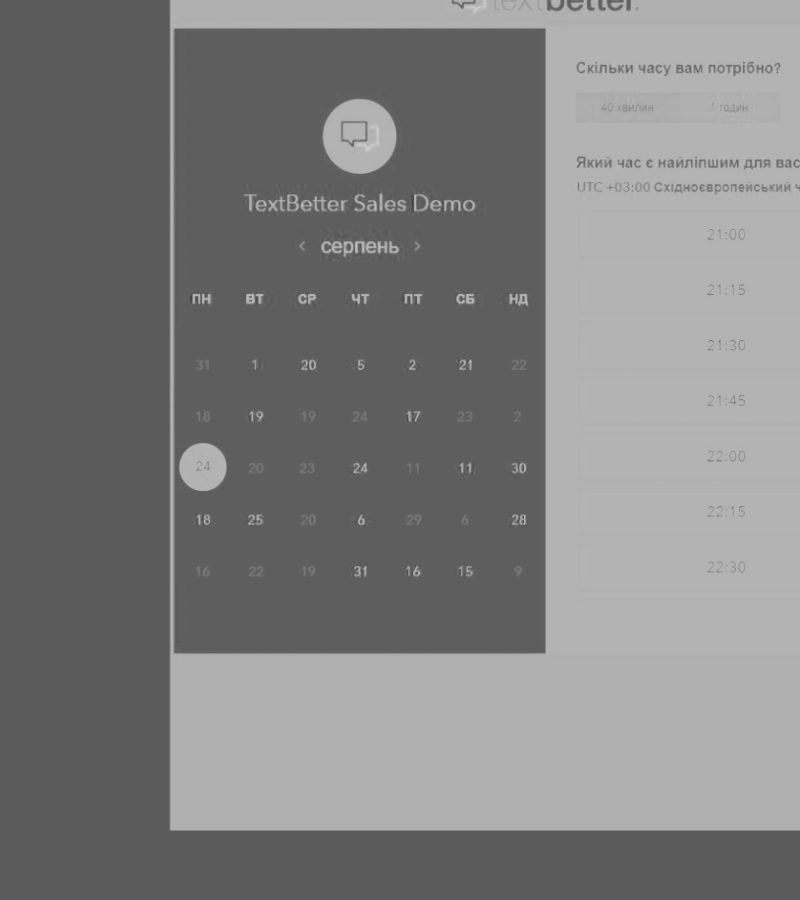 textbetter.
TextBetter Sales Demo
‹ серпень ›
ПН ВТ СР ЧТ ПТ СБ НД
31 1 20 5 2 21 22
18 19 19 24 17 23 2
24 20 23 24 11 11 30
18 25 20 6 29 6 28
16 22 19 31 16 15 9
Скільки часу вам потрібно?
40 хвилин 1 годин
Який час є найліпшим для вас
UTC +03:00 Східноєвропейський ч
21:00
21:15
21:30
21:45
22:00
22:15
22:30